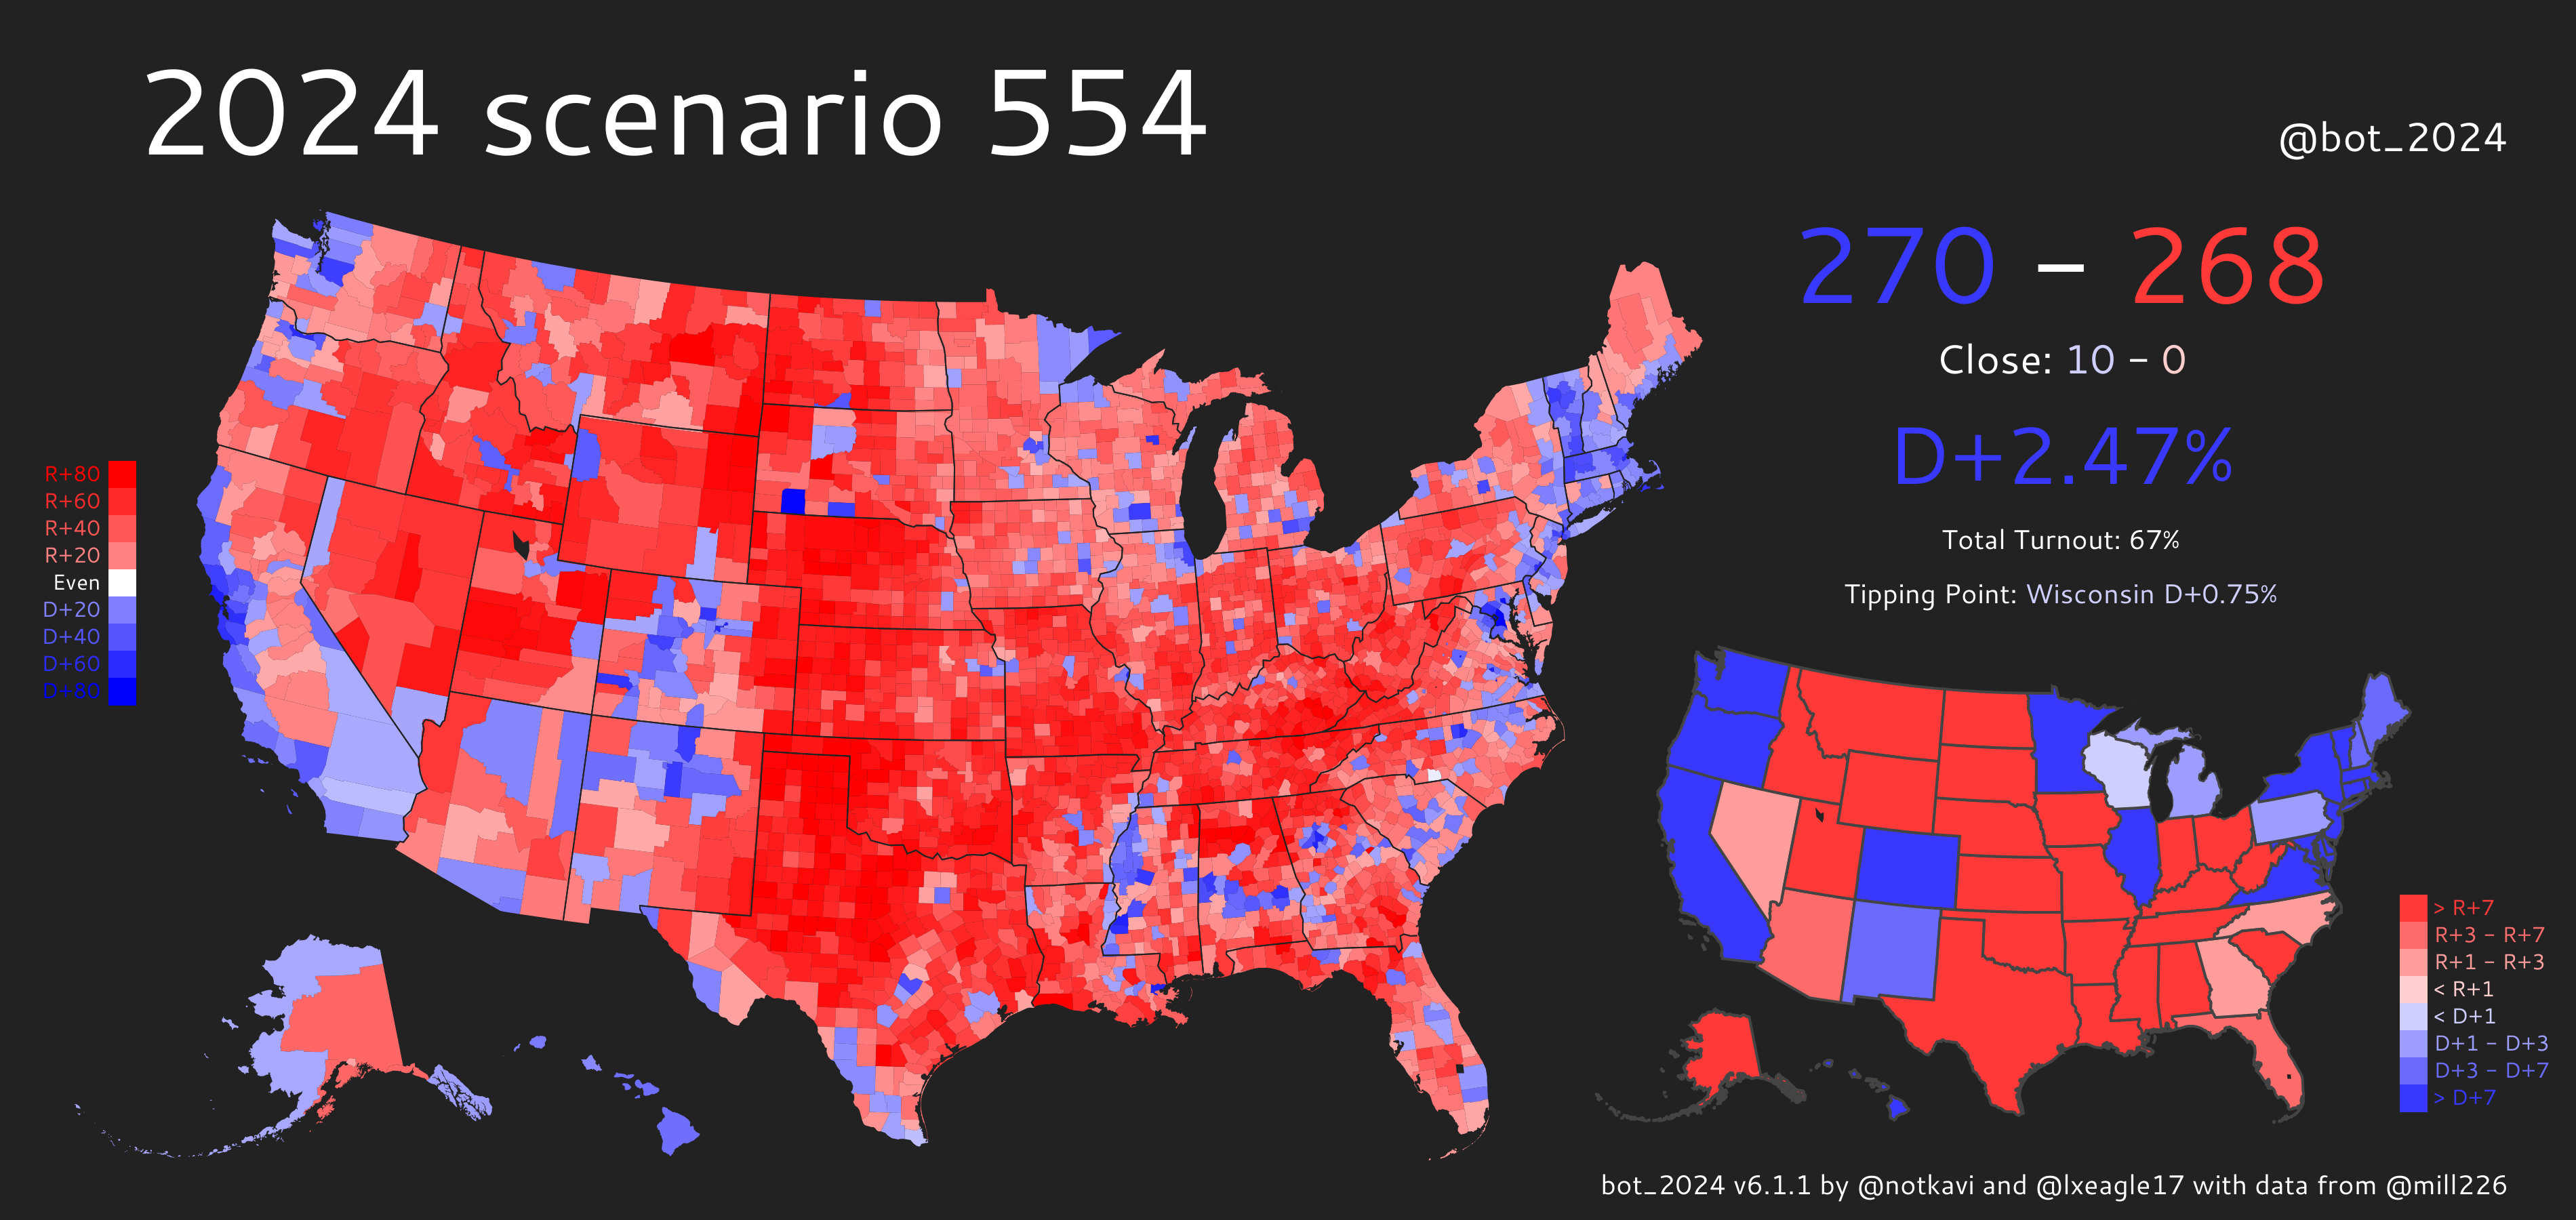 2024 scenario 554
@bot_2024
270 – 268
Close: 10 - 0
D+2.47%
Total Turnout: 67%
Tipping Point: Wisconsin D+0.75%
R+80
R+60
R+40
R+20
Even
D+20
D+40
D+60
D+80
> R+7
R+3 - R+7
R+1 - R+3
< R+1
< D+1
D+1 - D+3
D+3 - D+7
> D+7
bot_2024 v6.1.1 by @notkavi and @lxeagle17 with data from @mill226